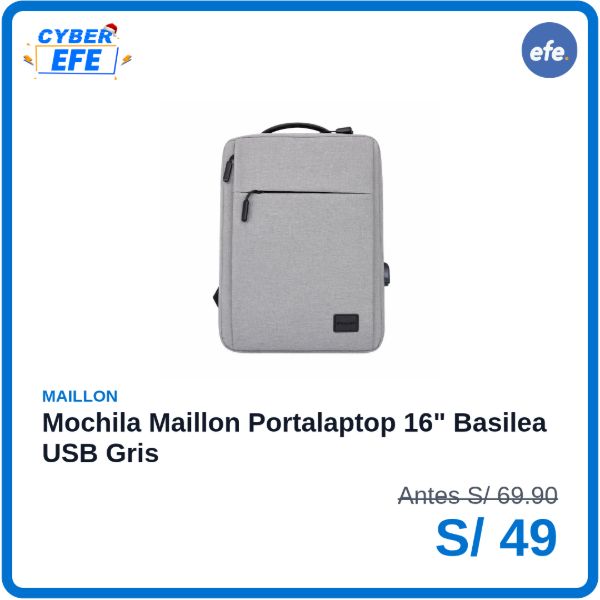 CYBER
EFE
efe.
MAILLON
Mochila Maillon Portalaptop 16" Basilea
USB Gris
Antes S/ 69.90
S/ 49